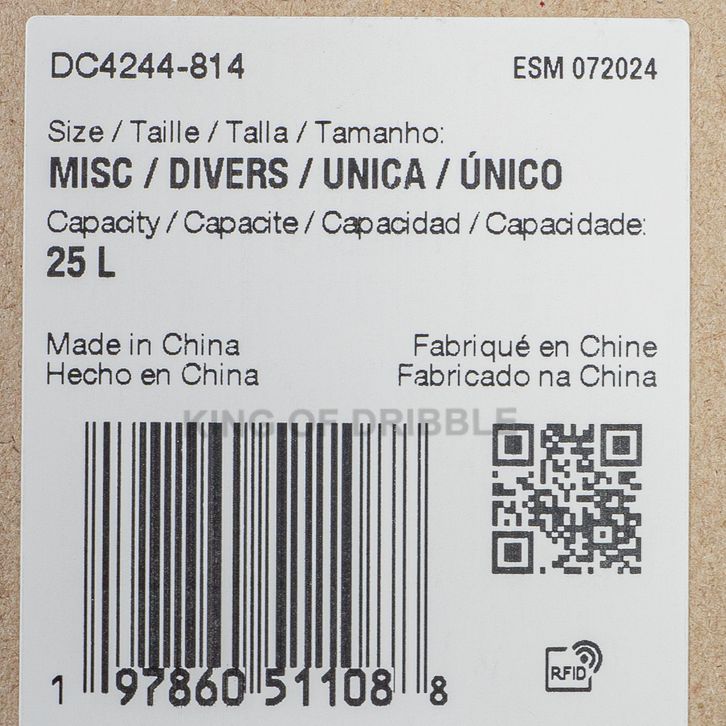 DC4244-814 ESM 072024
Size / Taille / Talla / Tamanho:
MISC / DIVERS / UNICA / ÚNICO
Capacity / Capacite / Capacidad / Capacidade:
25 L
Made in China Fabriqué en Chine
Hecho en China Fabricado na China
KING OF DRIBBLE
1 97860 51108 8
RFID